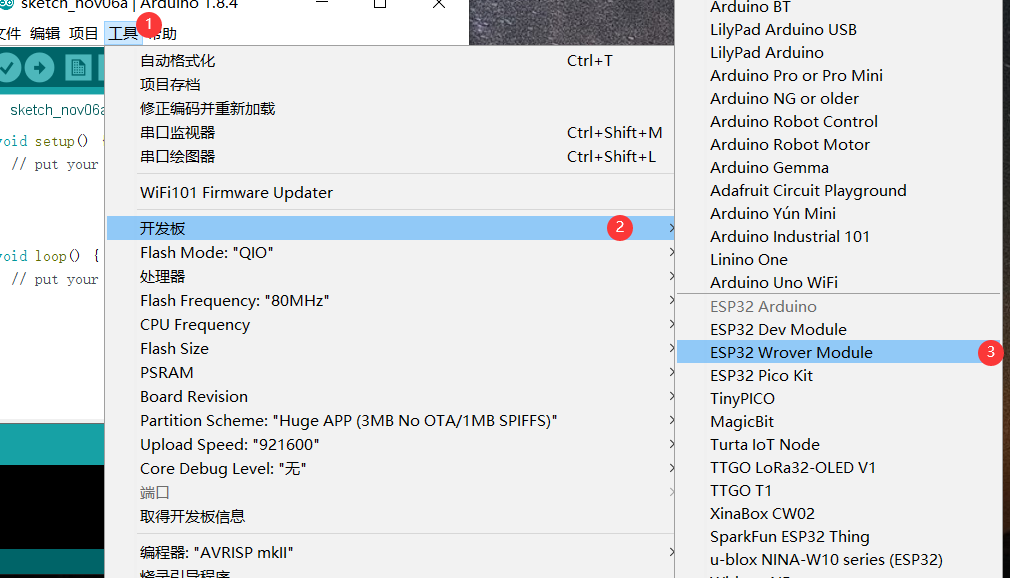 sketch_nov06a | Arduino 1.8.4
文件 编辑 项目 工具 帮助
1
sketch_nov06a
void setup() {
// put your
void loop() {
// put your
自动格式化 Ctrl+T
项目存档
修正编码并重新加载
串口监视器 Ctrl+Shift+M
串口绘图器 Ctrl+Shift+L
WiFi101 Firmware Updater
开发板 2
Flash Mode: "QIO"
处理器
Flash Frequency: "80MHz"
CPU Frequency
Flash Size
PSRAM
Board Revision
Partition Scheme: "Huge APP (3MB No OTA/1MB SPIFFS)"
Upload Speed: "921600"
Core Debug Level: "无"
端口
取得开发板信息
编程器: "AVRISP mkII"
烧录引导程序
Arduino BT
LilyPad Arduino USB
LilyPad Arduino
Arduino Pro or Pro Mini
Arduino NG or older
Arduino Robot Control
Arduino Robot Motor
Arduino Gemma
Adafruit Circuit Playground
Arduino Yún Mini
Arduino Industrial 101
Linino One
Arduino Uno WiFi
ESP32 Arduino
ESP32 Dev Module
ESP32 Wrover Module 3
ESP32 Pico Kit
TinyPICO
MagicBit
Turta IoT Node
TTGO LoRa32-OLED V1
TTGO T1
XinaBox CW02
SparkFun ESP32 Thing
u-blox NINA-W10 series (ESP32)